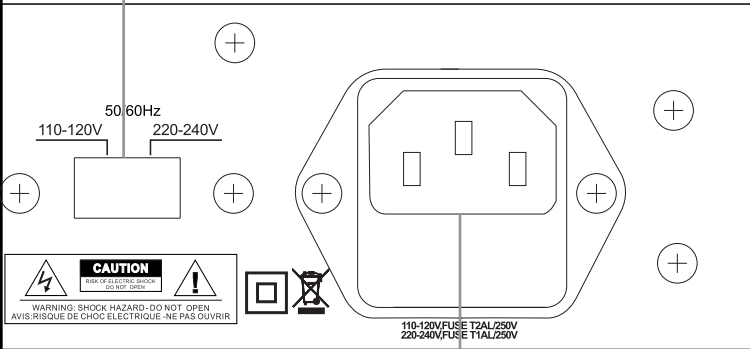 50/60Hz
110-120V 220-240V
CAUTION
RISK OF ELECTRIC SHOCK
DO NOT OPEN
WARNING: SHOCK HAZARD-DO NOT OPEN
AVIS:RISQUE DE CHOC ELECTRIQUE-NE PAS OUVRIR
110-120V,FUSE T2AL/250V
220-240V,FUSE T1AL/250V